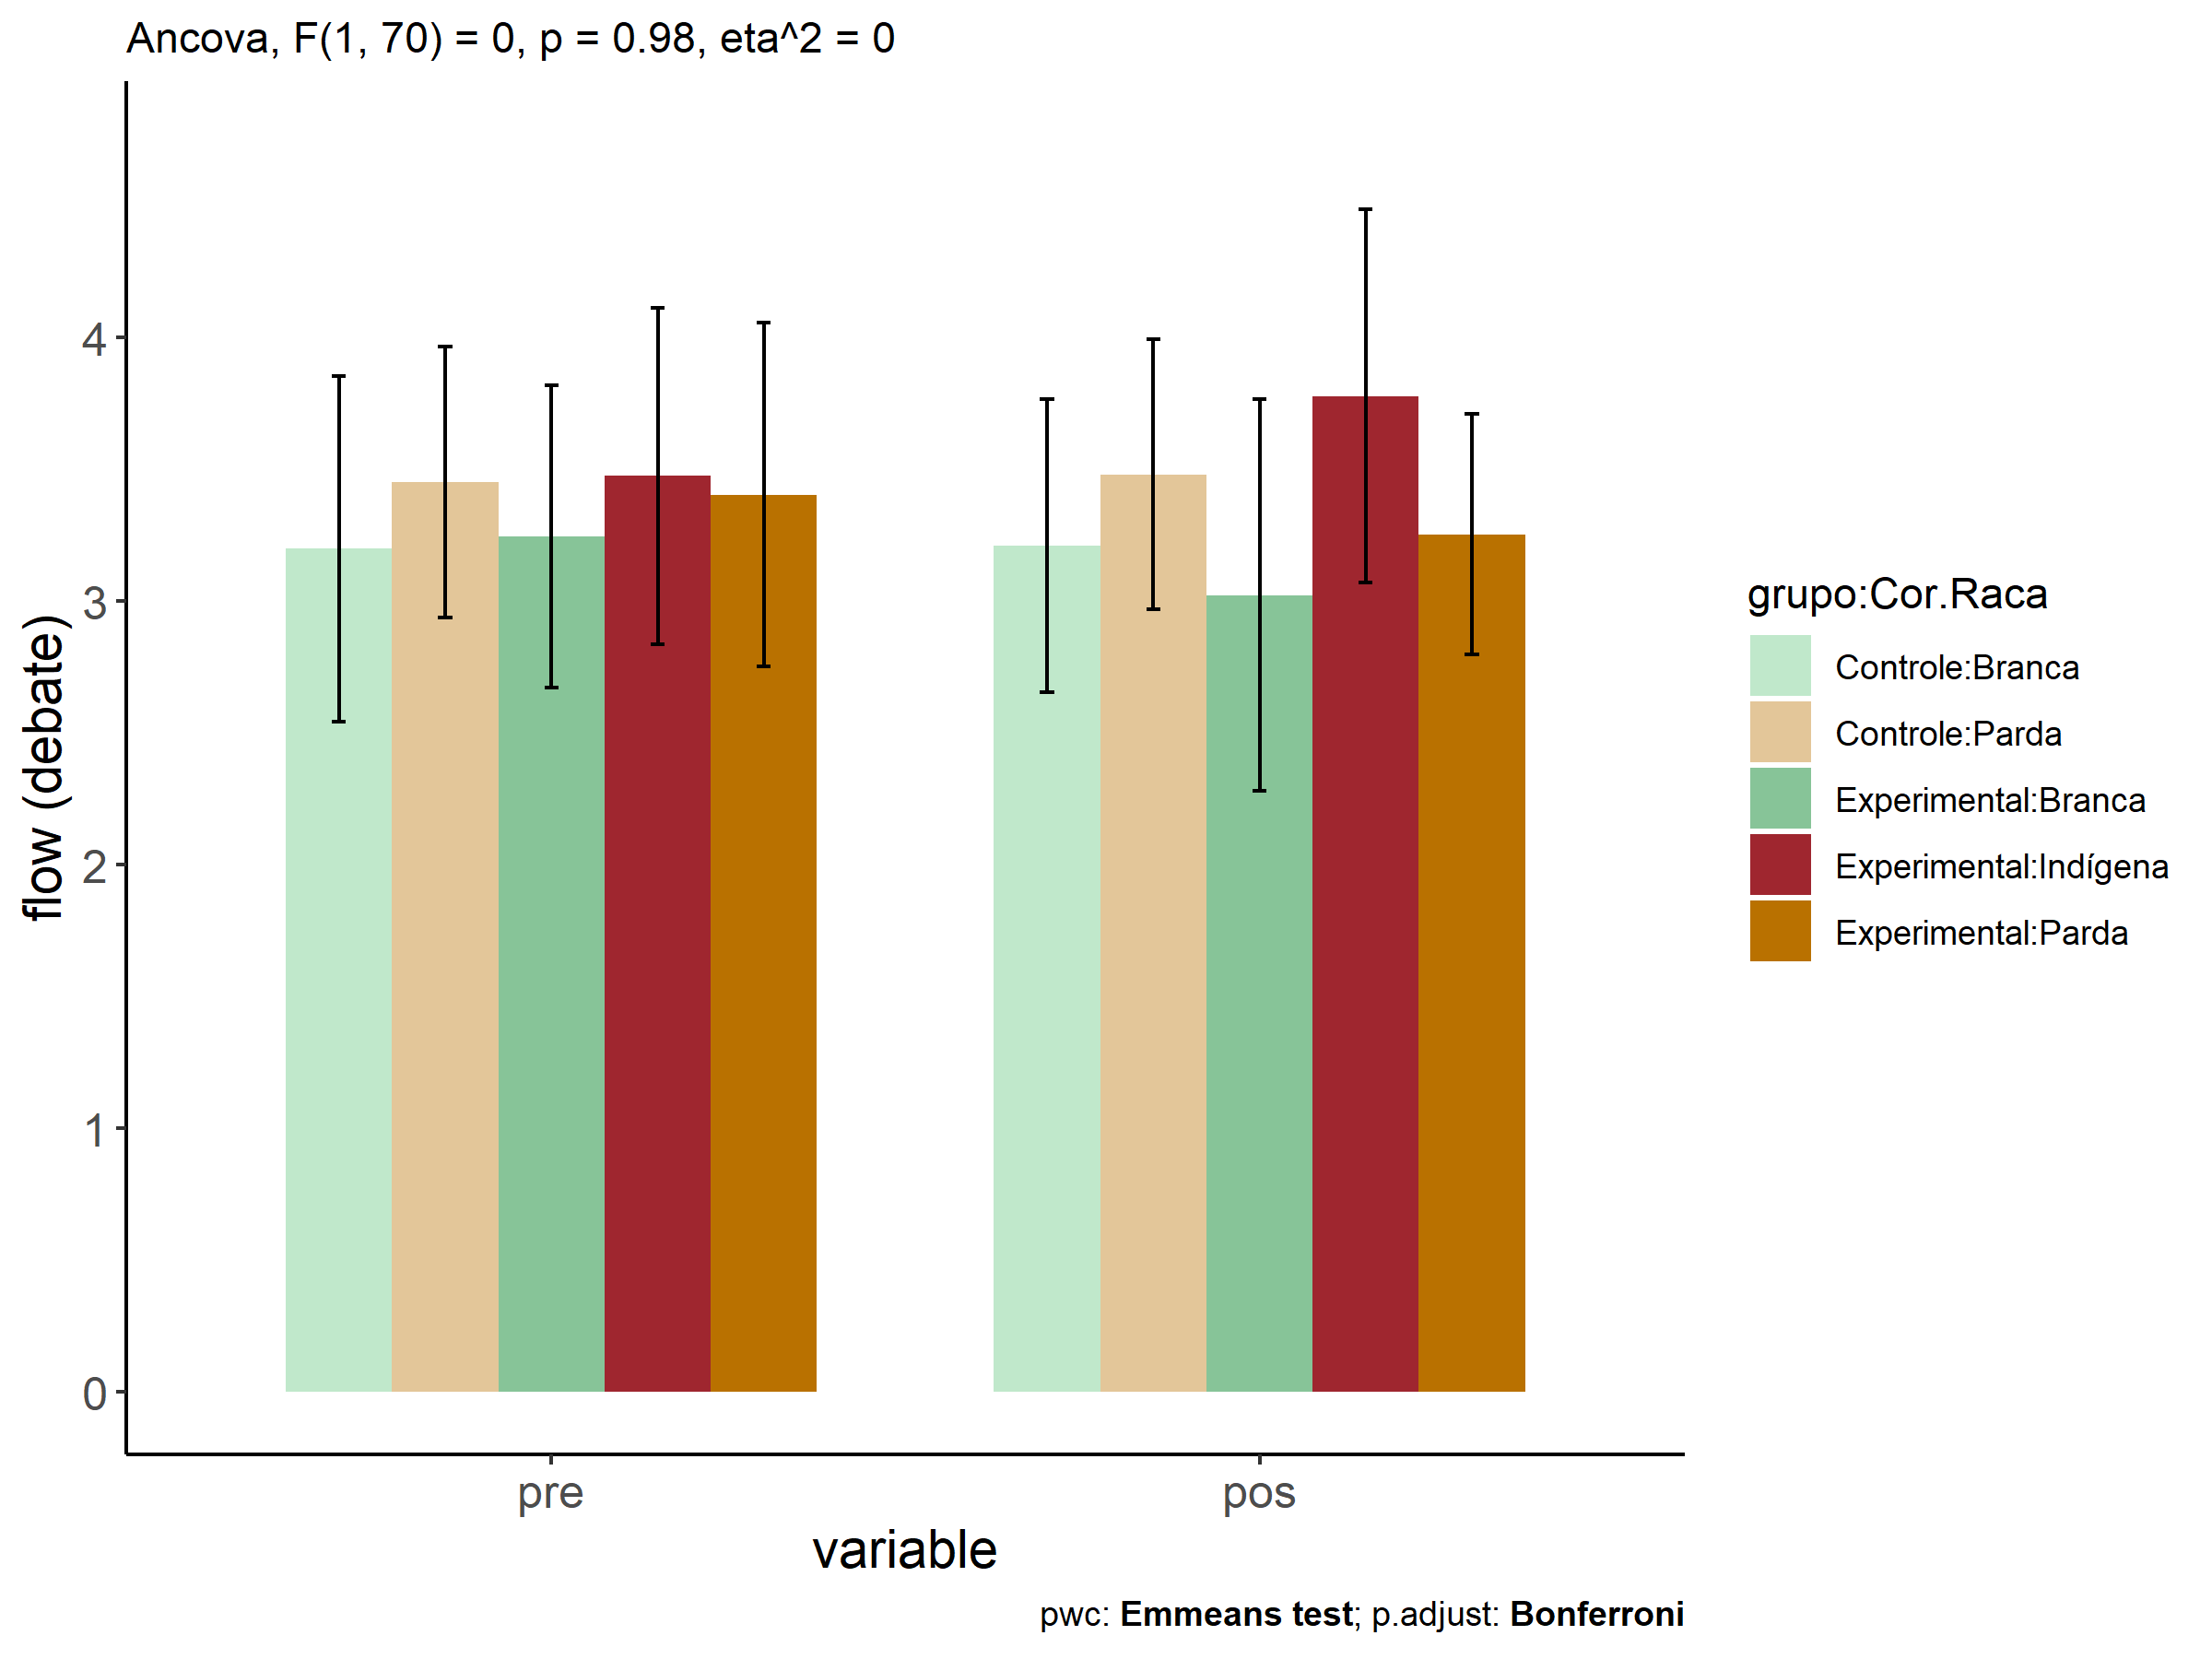 Ancova, F(1, 70) = 0, p = 0.98, eta^2 = 0
flow (debate)
4
3
2
1
0
pre
pos
variable
grupo:Cor.Raca
Controle:Branca
Controle:Parda
Experimental:Branca
Experimental:Indígena
Experimental:Parda
pwc: Emmeans test; p.adjust: Bonferroni